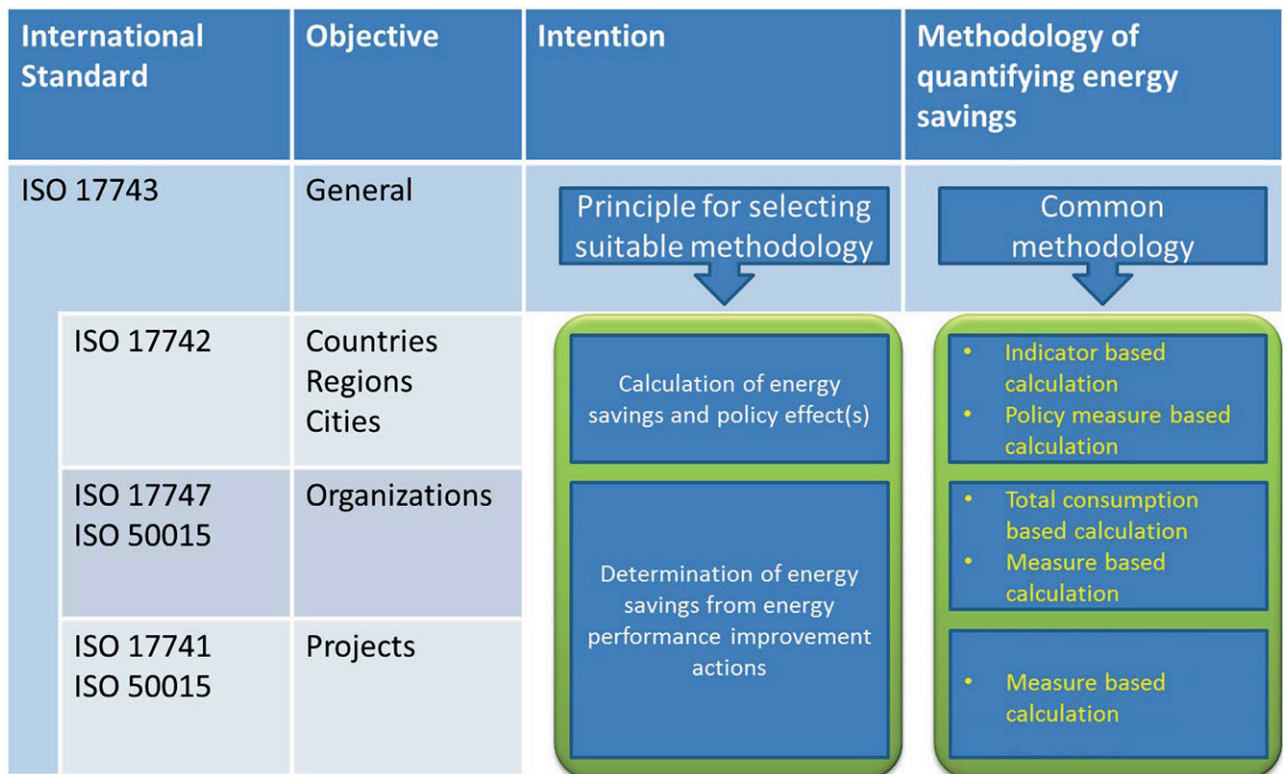 International
Standard
Objective
Intention
Methodology of
quantifying energy
savings
ISO 17743
General
Principle for selecting
suitable methodology
Common
methodology
ISO 17742
Countries
Regions
Cities
Calculation of energy
savings and policy effect(s)
• Indicator based
calculation
• Policy measure based
calculation
ISO 17747
ISO 50015
Organizations
Determination of energy
savings from energy
performance improvement
actions
• Total consumption
based calculation
• Measure based
calculation
ISO 17741
ISO 50015
Projects
• Measure based
calculation